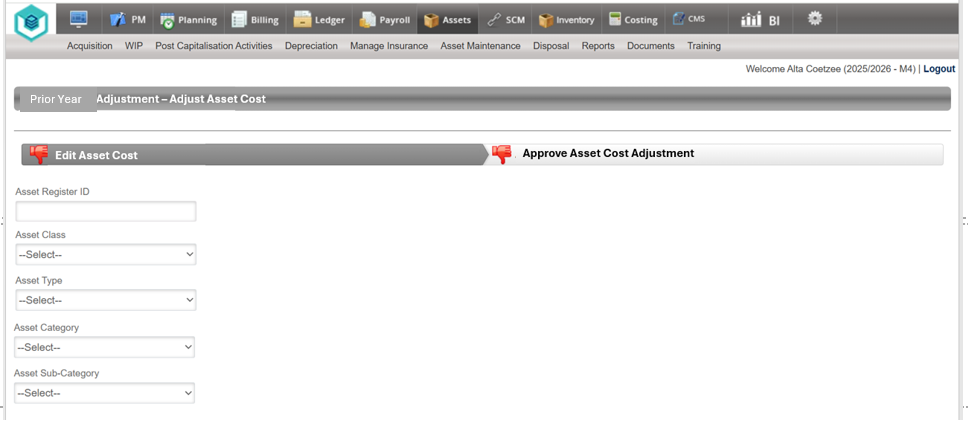 PM Planning Billing Ledger Payroll Assets SCM Inventory Costing CMS BI
Acquisition WIP Post Capitalisation Activities Depreciation Manage Insurance Asset Maintenance Disposal Reports Documents Training
Welcome Alta Coetzee (2025/2026 - M4) | Logout
Prior Year Adjustment – Adjust Asset Cost
Edit Asset Cost Approve Asset Cost Adjustment
Asset Register ID
Asset Class
--Select--
Asset Type
--Select--
Asset Category
--Select--
Asset Sub-Category
--Select--